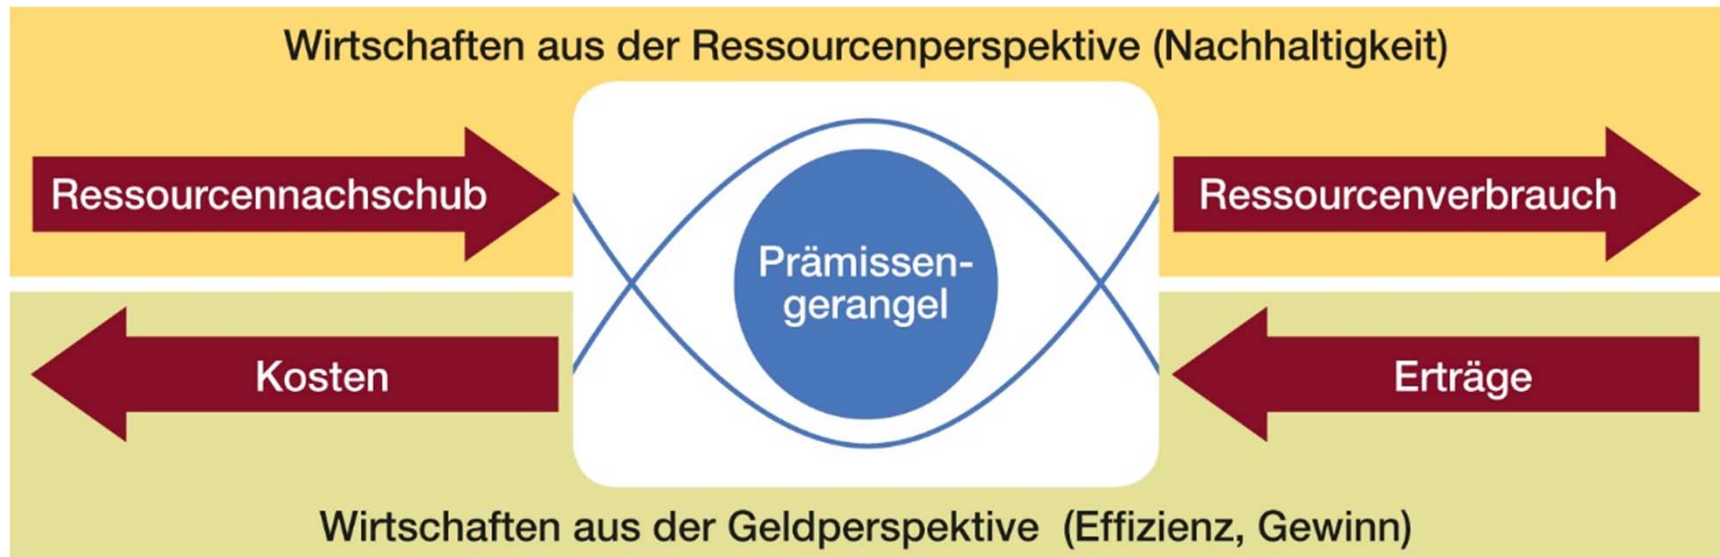 Wirtschaften aus der Ressourcenperspektive (Nachhaltigkeit)
Ressourcennachschub
Ressourcenverbrauch
Prämissen-
gerangel
Kosten
Erträge
Wirtschaften aus der Geldperspektive (Effizienz, Gewinn)